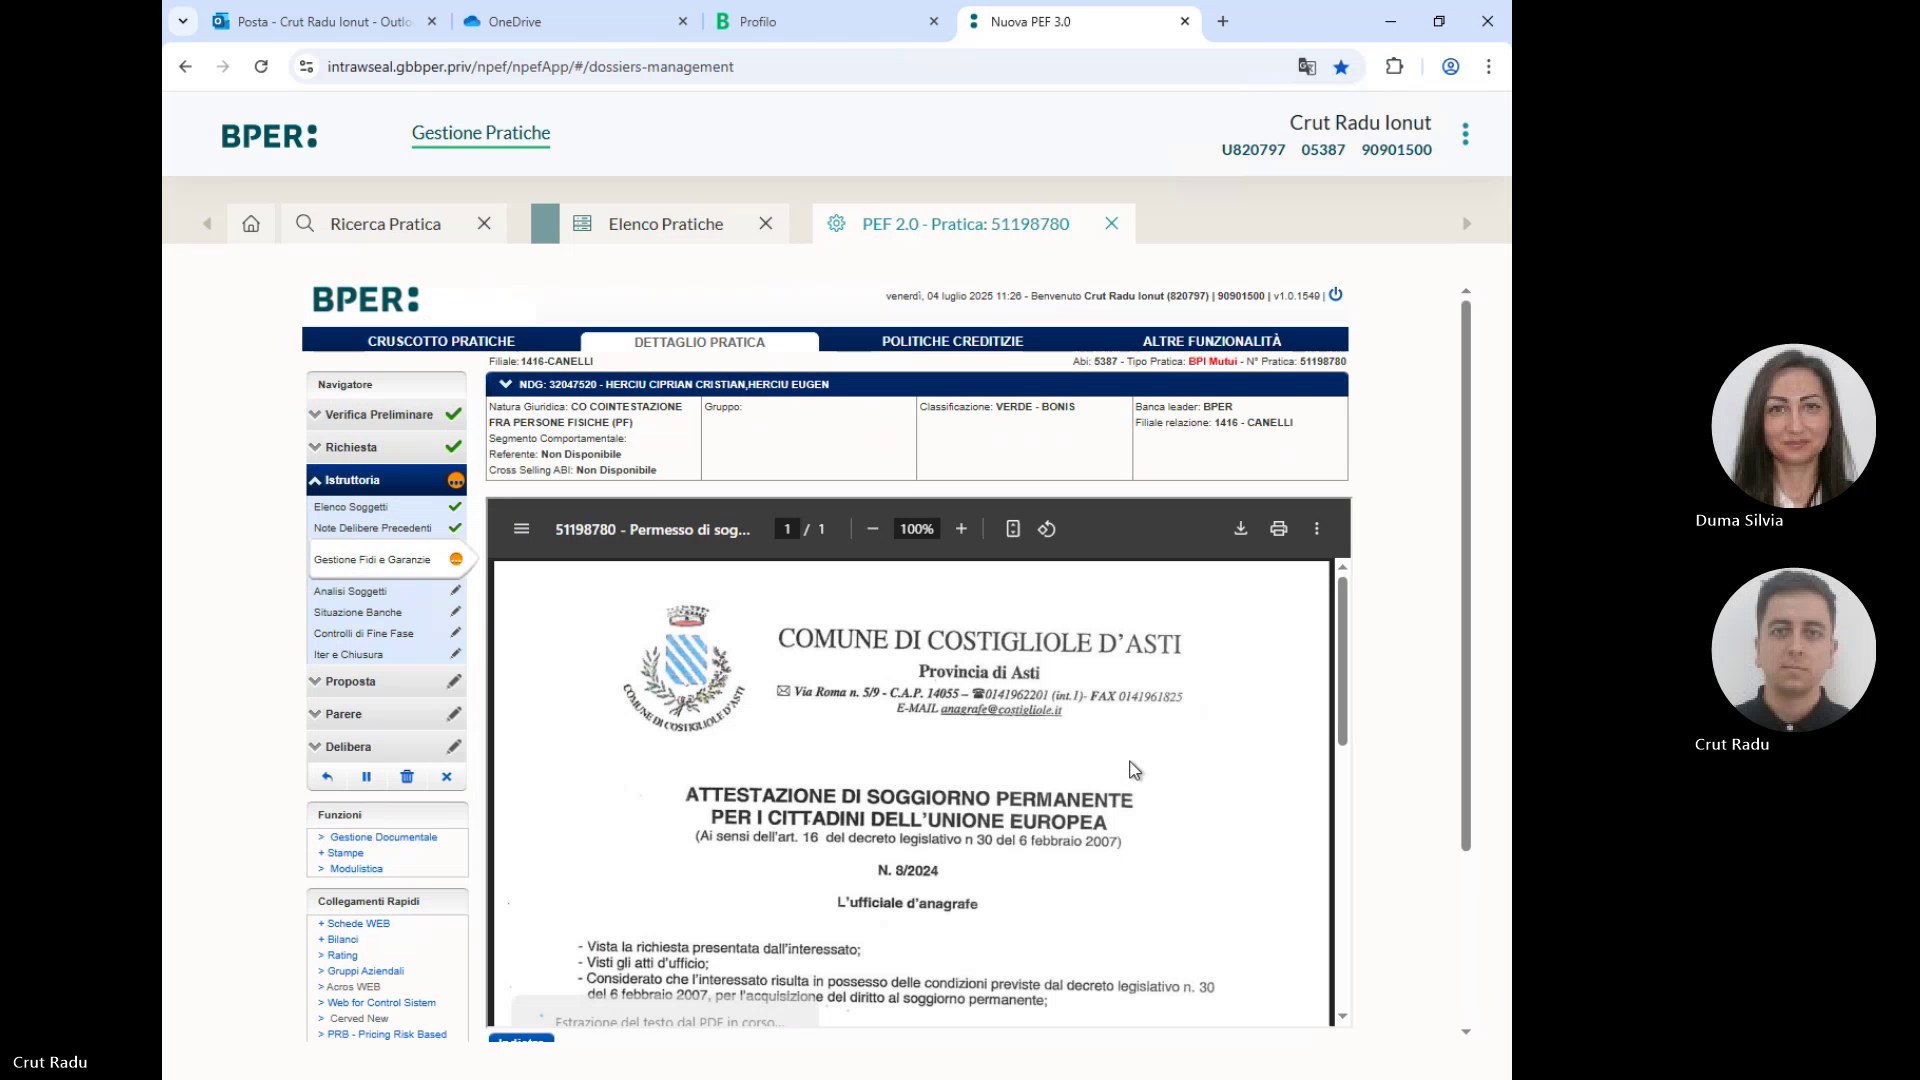 Posta - Crut Radu Ionut - Outlo
OneDrive
Profilo
Nuova PEF 3.0
intrawseal.gbbper.priv/npef/npefApp/#/dossiers-management
BPER:
Gestione Pratiche
Crut Radu Ionut
U820797 05387 90901500
Ricerca Pratica
Elenco Pratiche
PEF 2.0 - Pratica: 51198780
BPER:
venerdì, 04 luglio 2025 11:26 - Benvenuto Crut Radu Ionut (820797) | 90901500 | v1.0.1549 |
CRUSCOTTO PRATICHE
DETTAGLIO PRATICA
POLITICHE CREDITIZIE
ALTRE FUNZIONALITÀ
Filiale: 1416-CANELLI
Abi: 5387 - Tipo Pratica: BPI Mutui - N° Pratica: 51198780
Navigatore
Verifica Preliminare
Richiesta
Istruttoria
Elenco Soggetti
Note Delibere Precedenti
Gestione Fidi e Garanzie
Analisi Soggetti
Situazione Banche
Controlli di Fine Fase
Iter e Chiusura
Proposta
Parere
Delibera
Funzioni
> Gestione Documentale
+ Stampe
> Modulistica
Collegamenti Rapidi
+ Schede WEB
+ Bilanci
> Rating
> Gruppi Aziendali
> Acros WEB
> Web for Control Sistem
> Cerved New
> PRB - Pricing Risk Based
NDG: 32047520 - HERCIU CIPRIAN CRISTIAN,HERCIU EUGEN
Natura Giuridica: CO COINTESTAZIONE
FRA PERSONE FISICHE (PF)
Segmento Comportamentale:
Referente: Non Disponibile
Cross Selling ABI: Non Disponibile
Gruppo:
Classificazione: VERDE - BONIS
Banca leader: BPER
Filiale relazione: 1416 - CANELLI
51198780 - Permesso di sog...
1 / 1
100%
COMUNE DI COSTIGLIOLE D'ASTI
COMUNE DI COSTIGLIOLE D'ASTI
Provincia di Asti
Via Roma n. 5/9 - C.A.P. 14055 – 0141962201 (int.1)- FAX 0141961825
E-MAIL anagrafe@costigliole.it
ATTESTAZIONE DI SOGGIORNO PERMANENTE
PER I CITTADINI DELL'UNIONE EUROPEA
(Ai sensi dell'art. 16 del decreto legislativo n 30 del 6 febbraio 2007)
N. 8/2024
L'ufficiale d'anagrafe
- Vista la richiesta presentata dall'interessato;
- Visti gli atti d'ufficio;
- Considerato che l'interessato risulta in possesso delle condizioni previste dal decreto legislativo n. 30
del 6 febbraio 2007, per l'acquisizione del diritto al soggiorno permanente;
Estrazione del testo dal PDF in corso...
Indietro
Duma Silvia
Crut Radu
Crut Radu